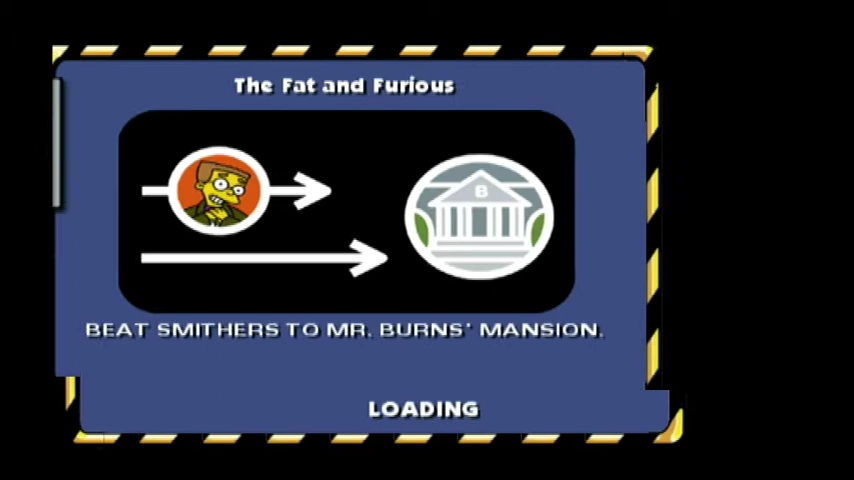 The Fat and Furious
B
BEAT SMITHERS TO MR. BURNS' MANSION.
LOADING